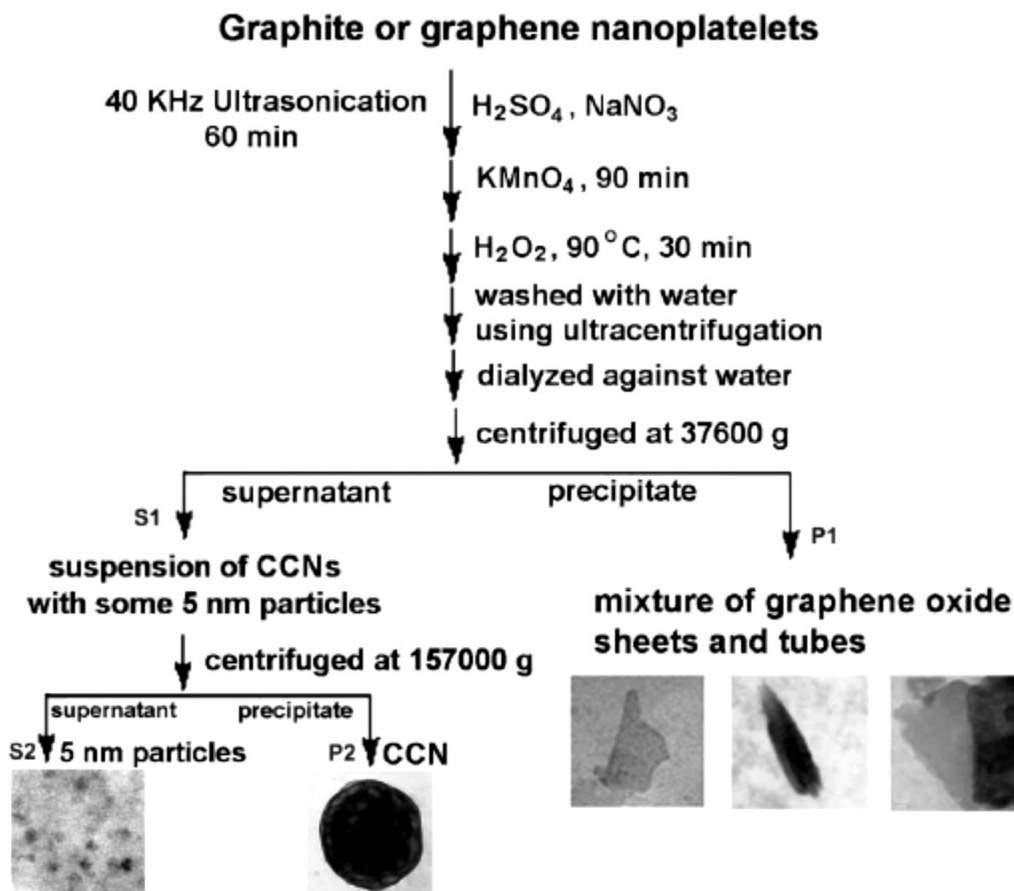 Graphite or graphene nanoplatelets
40 KHz Ultrasonication
60 min
H₂SO₄, NaNO₃
KMnO₄, 90 min
H₂O₂, 90°C, 30 min
washed with water
using ultracentrifugation
dialyzed against water
centrifuged at 37600 g
supernatant
precipitate
S1
P1
suspension of CCNs
with some 5 nm particles
mixture of graphene oxide
sheets and tubes
centrifuged at 157000 g
supernatant
precipitate
S2
5 nm particles
P2
CCN